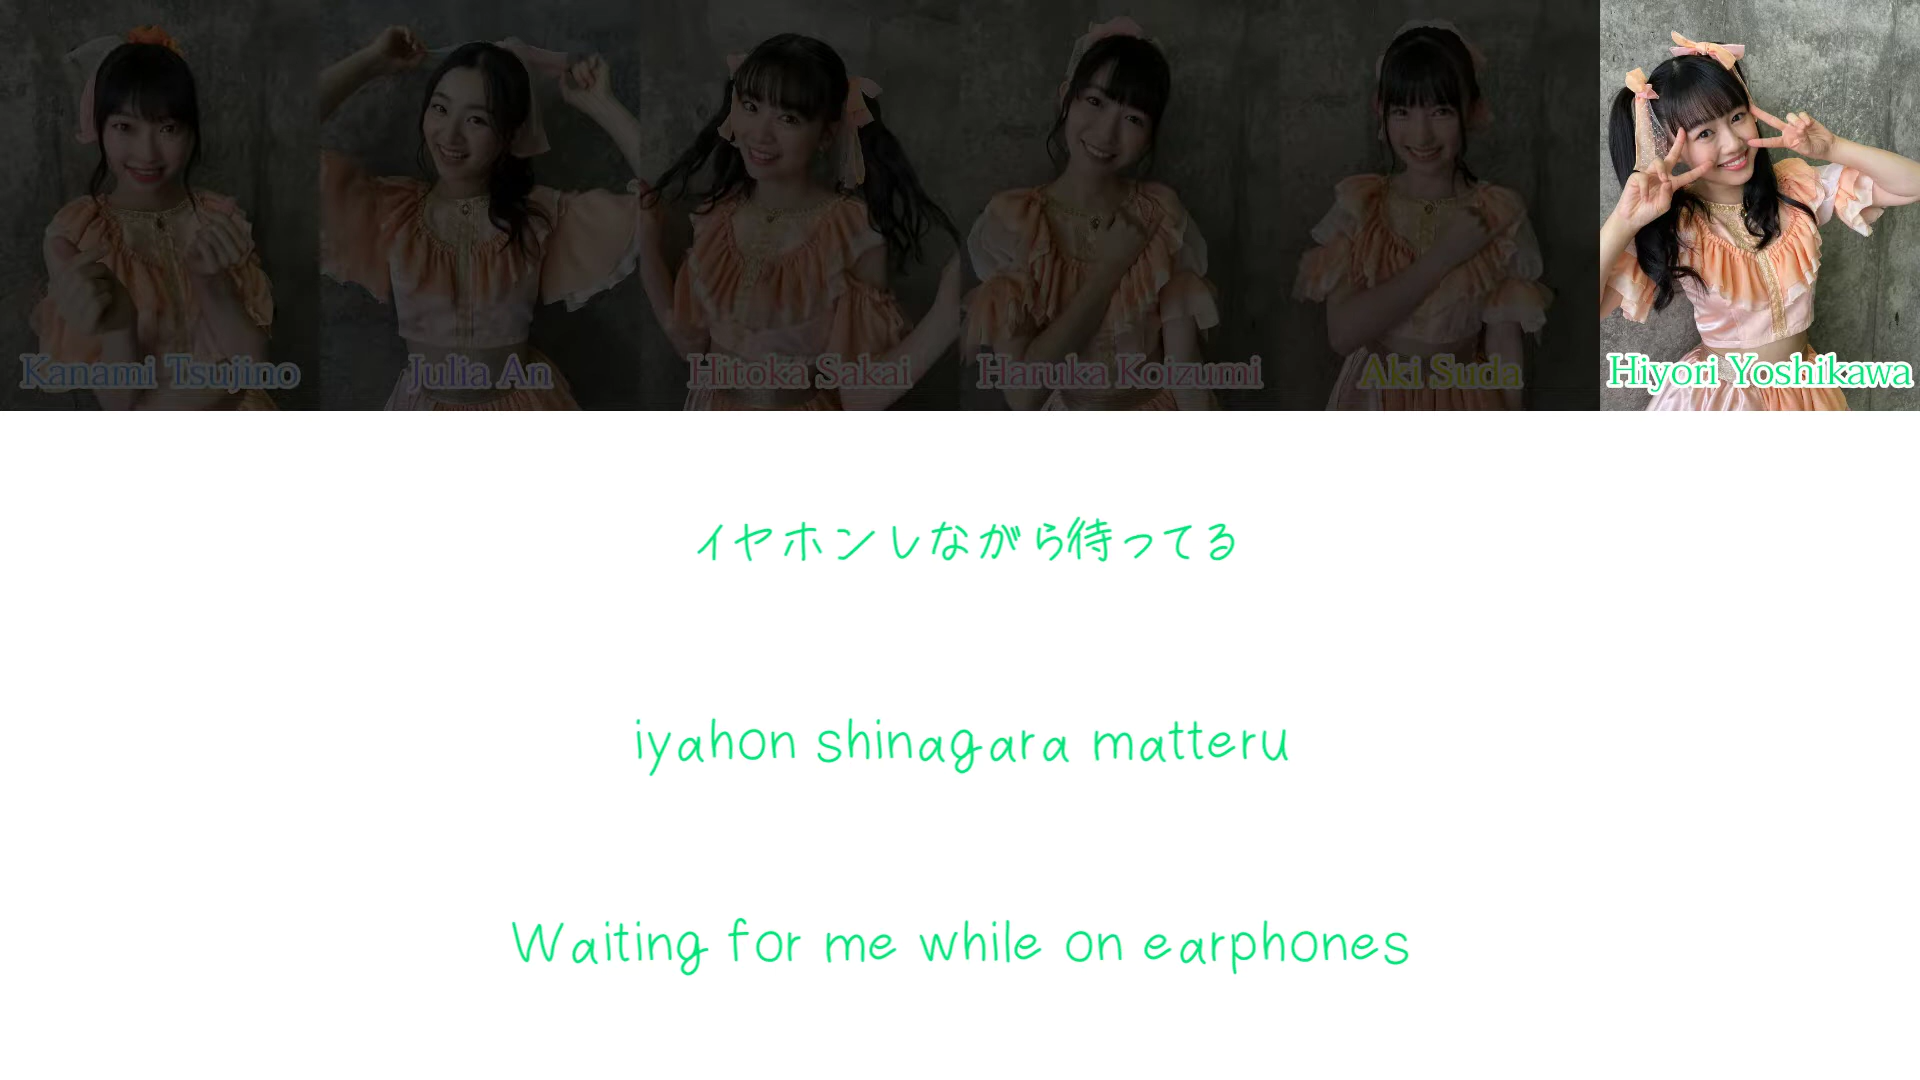 Kanami Tsujino
Julia An
Hitoka Sakai
Haruka Koizumi
Aki Suda
Hiyori Yoshikawa
イヤホンしながら待ってる
iyahon shinagara matteru
Waiting for me while on earphones